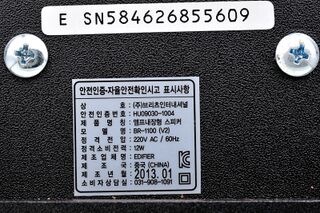 E SN584626855609
안전인증·자율안전확인시고 표시사항
상 호 : (주)브리츠인터내셔널
안전인증번호 : HU09030-1004
제 품 명 칭 : 앰프내장형 스피커
모 델 명 : BR-1100 (V2)
정 격 전 압 : 220V AC / 60Hz
정격소비전력 : 12W
제 조 업 체 명 : EDIFIER
제 조 국 : 중국 (CHINA)
제 조 년 월 : 2013. 01
소비자상담실 : 031-908-1091